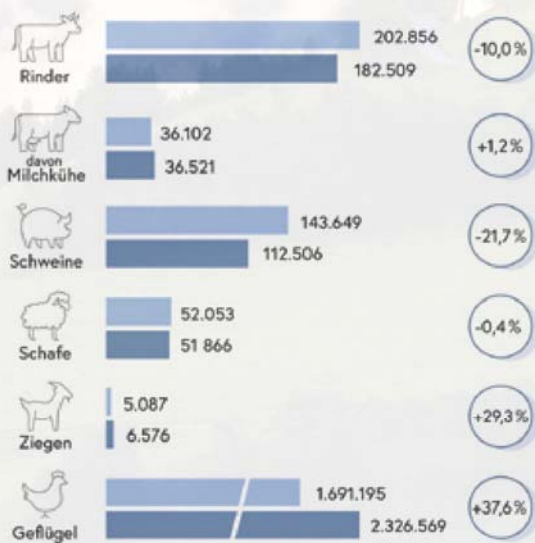 202.856
-10,0%
Rinder
182.509
36.102
+1,2%
davon
Milchkühe
36.521
143.649
-21,7%
Schweine
112.506
52.053
-0,4%
Schafe
51 866
5.087
+29,3%
Ziegen
6.576
1.691.195
+37,6%
Geflügel
2.326.569